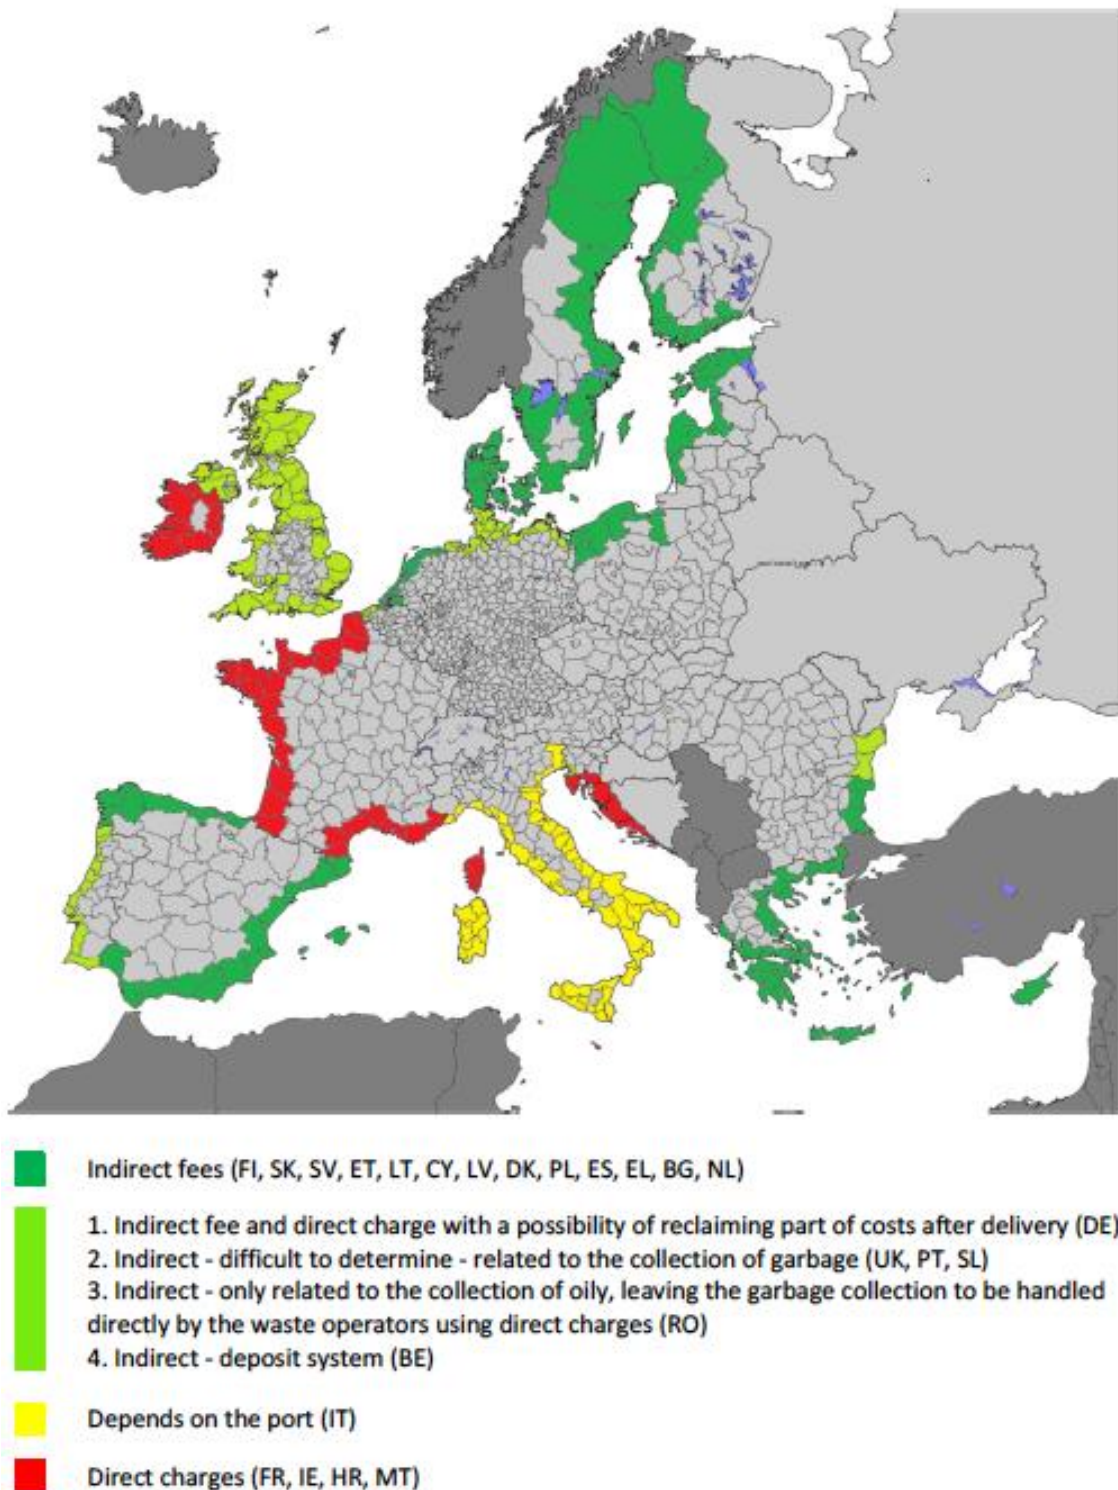 Indirect fees (FI, SK, SV, ET, LT, CY, LV, DK, PL, ES, EL, BG, NL)
1. Indirect fee and direct charge with a possibility of reclaiming part of costs after delivery (DE)
2. Indirect - difficult to determine - related to the collection of garbage (UK, PT, SL)
3. Indirect - only related to the collection of oily, leaving the garbage collection to be handled
directly by the waste operators using direct charges (RO)
4. Indirect - deposit system (BE)
Depends on the port (IT)
Direct charges (FR, IE, HR, MT)